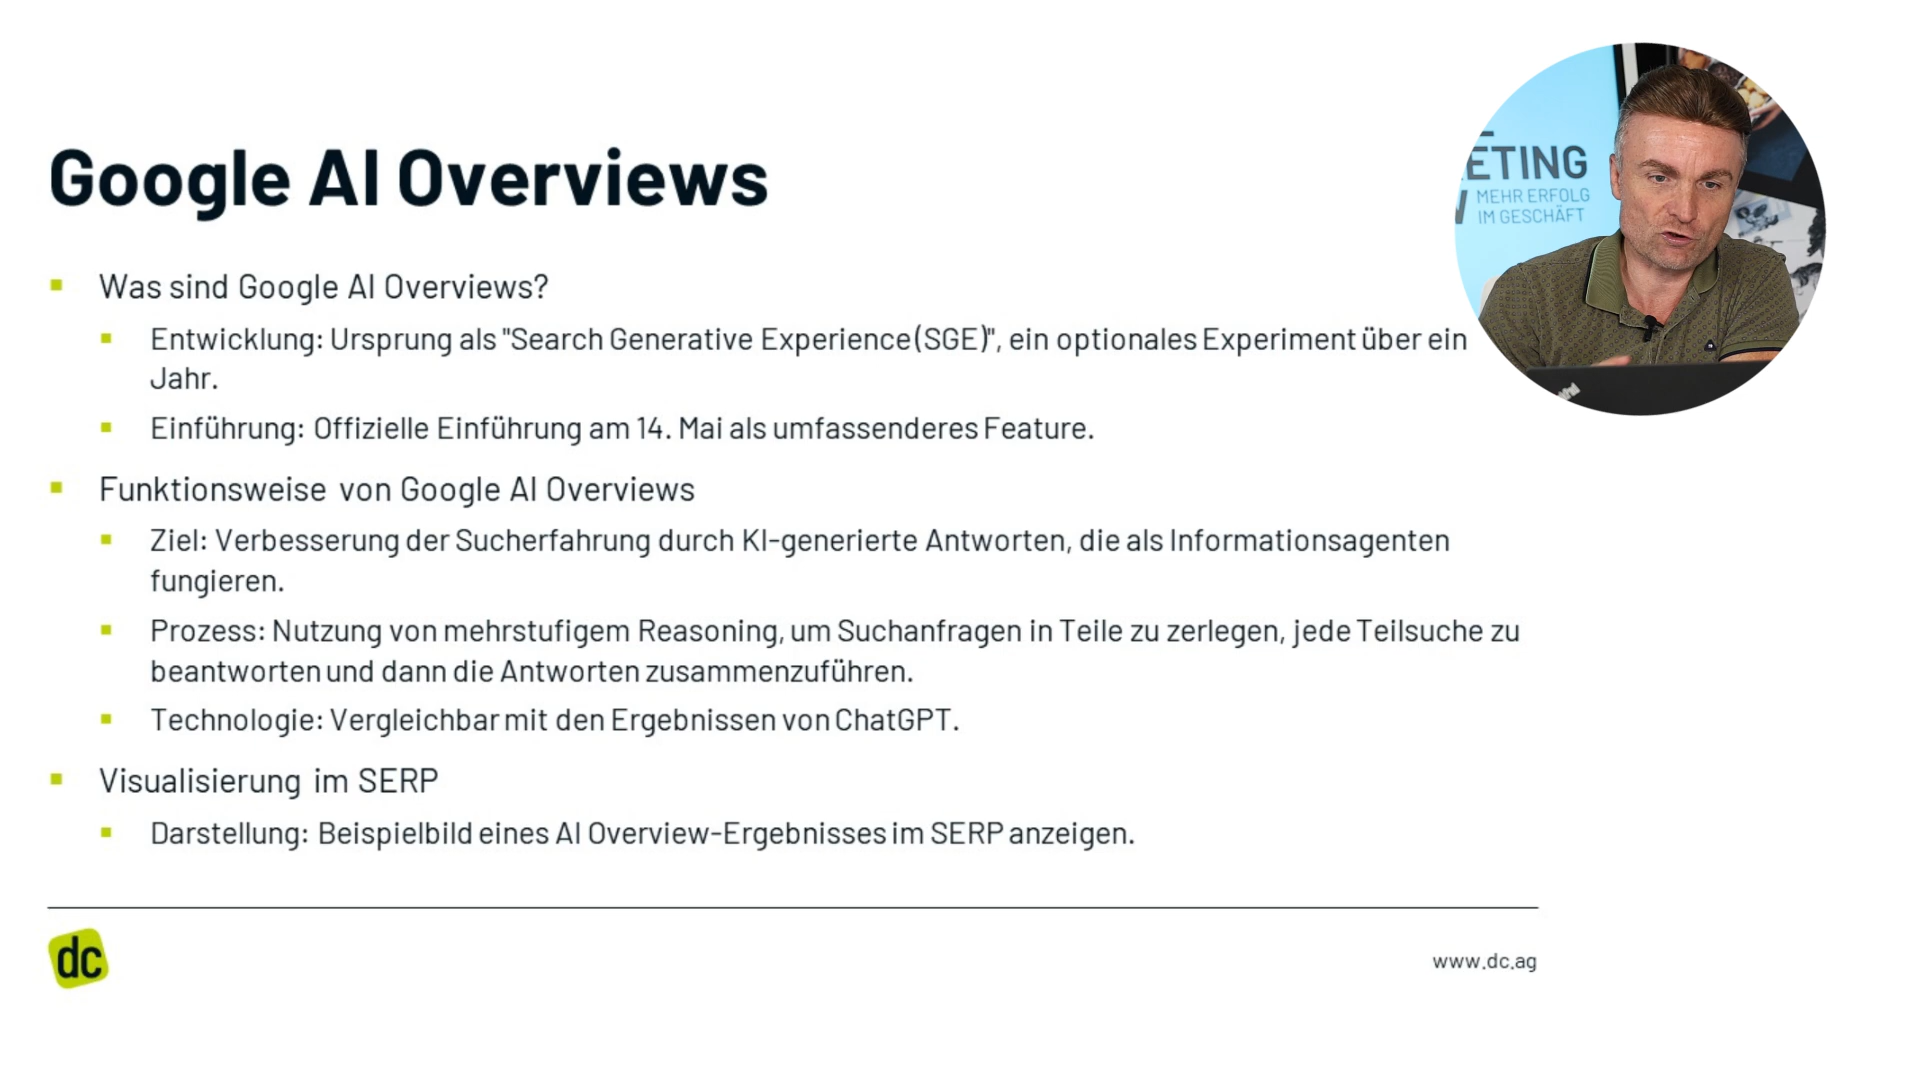 Google AI Overviews
Was sind Google AI Overviews?
Entwicklung: Ursprung als "Search Generative Experience (SGE)", ein optionales Experiment über ein
Jahr.
Einführung: Offizielle Einführung am 14. Mai als umfassenderes Feature.
Funktionsweise von Google AI Overviews
Ziel: Verbesserung der Sucherfahrung durch KI-generierte Antworten, die als Informationsagenten
fungieren.
Prozess: Nutzung von mehrstufigem Reasoning, um Suchanfragen in Teile zu zerlegen, jede Teilsuche zu
beantworten und dann die Antworten zusammenzuführen.
Technologie: Vergleichbar mit den Ergebnissen von ChatGPT.
Visualisierung im SERP
Darstellung: Beispielbild eines AI Overview-Ergebnisses im SERP anzeigen.
dc
www.dc.ag
ETING
MEHR ERFOLG
IM GESCHÄFT